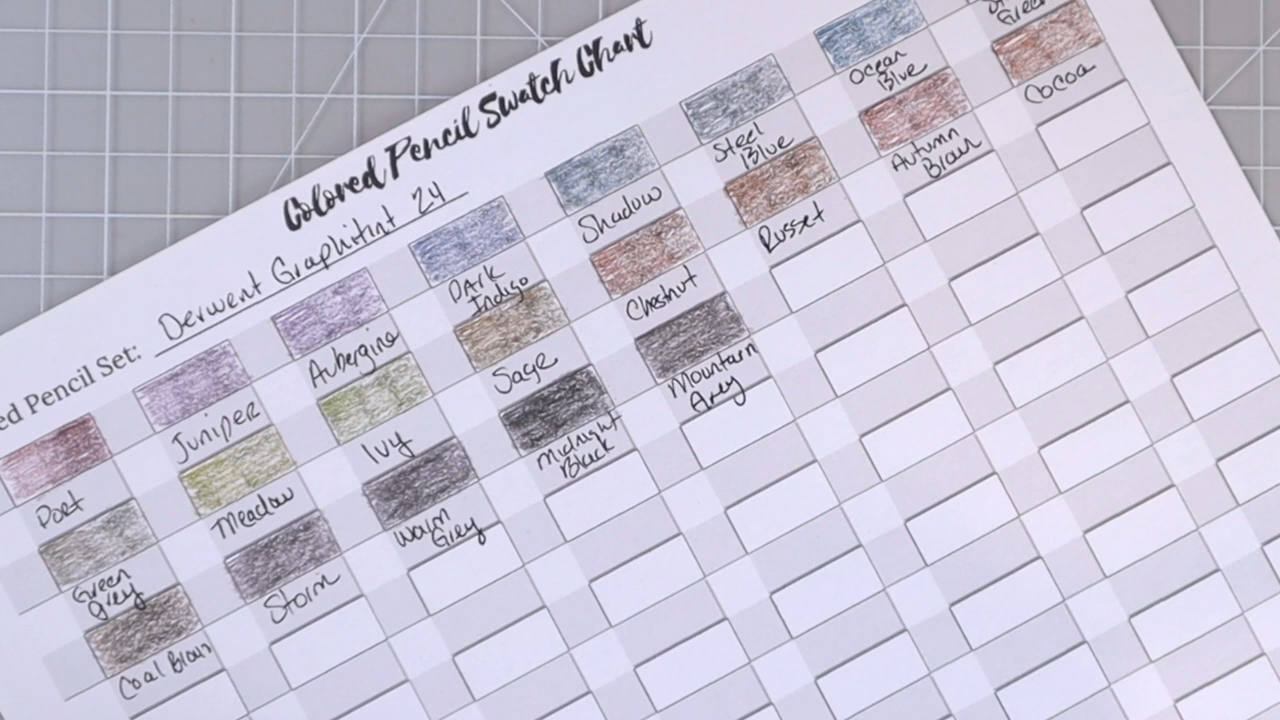 Colored Pencil Swatch Chart
ed Pencil Set: Derwent Graphitint 24
Port
Juniper
Aubergine
Dark
Indigo
Shadow
Steel
Blue
Ocean
Blue
Green
Green
Grey
Meadow
Ivy
Sage
Chestnut
Russet
Autumn
Brown
Cocoa
Coal Brown
Storm
Warm
Grey
Midnight
Black
Mountain
Grey